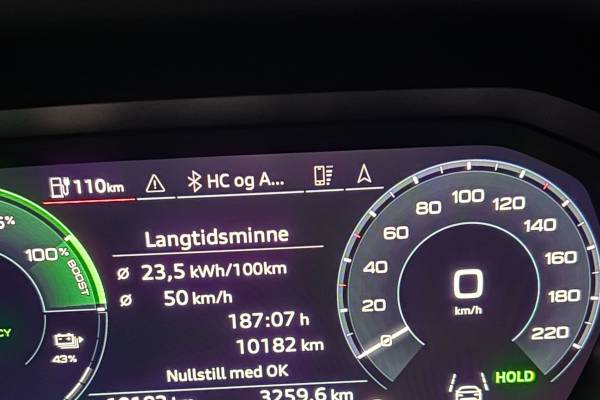 110km HC og A...
Langtidsminne
ø 23,5 kWh/100km
ø 50 km/h
187:07 h
10182 km
Nullstill med OK
3259,6 km
100%
BOOST
43%
0
20
40
60
80
100
120
140
160
180
220
0
km/h
HOLD